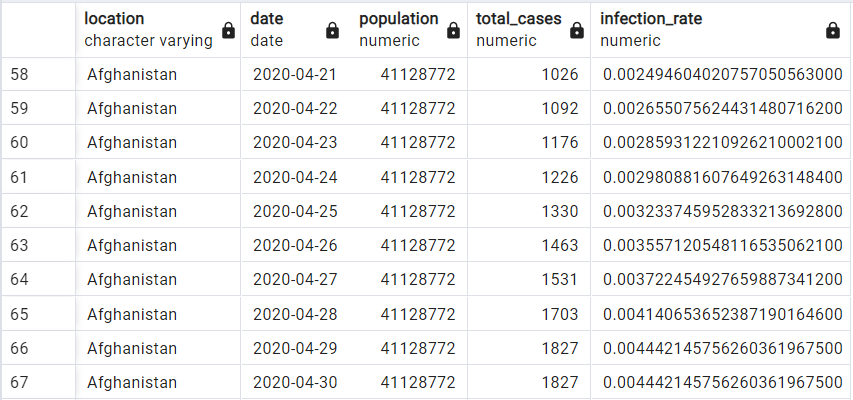 location date population total_cases infection_rate
character varying date numeric numeric numeric
58 Afghanistan 2020-04-21 41128772 1026 0.00249460402075705056​3000
59 Afghanistan 2020-04-22 41128772 1092 0.002655075624431480716200
60 Afghanistan 2020-04-23 41128772 1176 0.002859312210926210002100
61 Afghanistan 2020-04-24 41128772 1226 0.002980881607649263148400
62 Afghanistan 2020-04-25 41128772 1330 0.003233745952833213692800
63 Afghanistan 2020-04-26 41128772 1463 0.003557120548116535062100
64 Afghanistan 2020-04-27 41128772 1531 0.003722454927659887341200
65 Afghanistan 2020-04-28 41128772 1703 0.004140653652387190164600
66 Afghanistan 2020-04-29 41128772 1827 0.004442145756260361967500
67 Afghanistan 2020-04-30 41128772 1827 0.004442145756260361967500